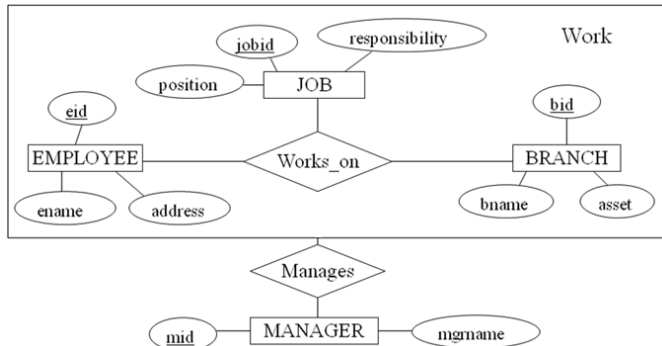 responsibility
jobid
Work
position
JOB
eid
bid
EMPLOYEE
Works_on
BRANCH
ename
address
bname
asset
Manages
mid
MANAGER
mgrname